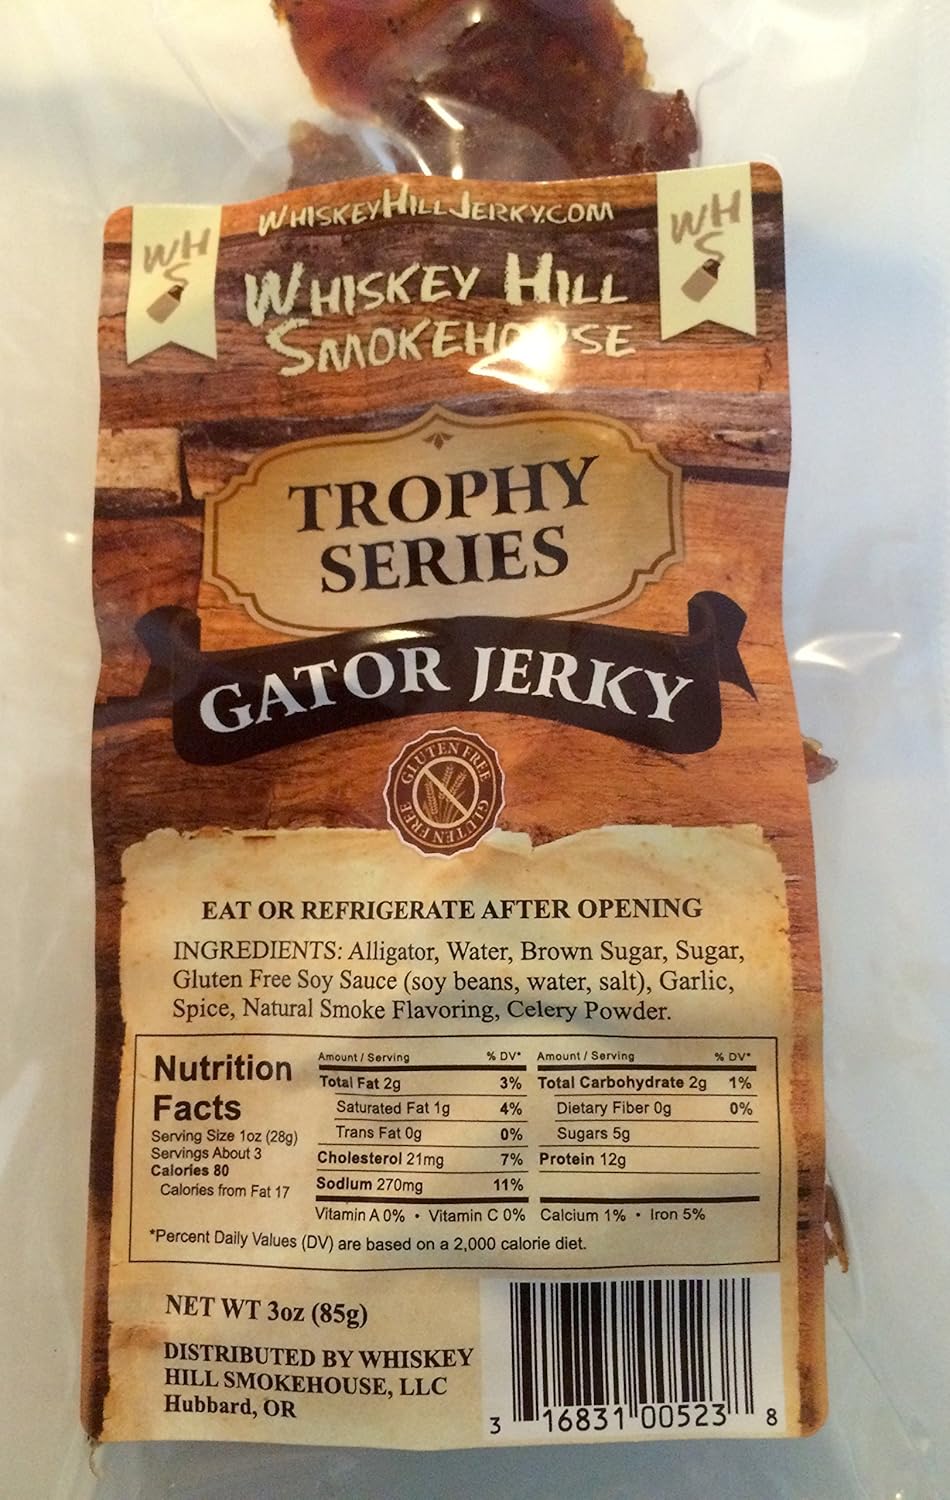 WHISKEYHILLJERKY.COM
WH
S
WHISKEY HILL
SMOKEHOUSE
WH
S
TROPHY
SERIES
GATOR JERKY
GLUTEN FREE
GLUTEN FREE
EAT OR REFRIGERATE AFTER OPENING
INGREDIENTS: Alligator, Water, Brown Sugar, Sugar,
Gluten Free Soy Sauce (soy beans, water, salt), Garlic,
Spice, Natural Smoke Flavoring, Celery Powder.
Nutrition
Facts
Serving Size 1oz (28g)
Servings About 3
Calories 80
Calories from Fat 17
Amount / Serving % DV*
Total Fat 2g 3%
Saturated Fat 1g 4%
Trans Fat 0g 0%
Cholesterol 21mg 7%
Sodium 270mg 11%
Amount / Serving % DV*
Total Carbohydrate 2g 1%
Dietary Fiber 0g 0%
Sugars 5g
Protein 12g
Vitamin A 0% • Vitamin C 0% Calcium 1% • Iron 5%
*Percent Daily Values (DV) are based on a 2,000 calorie diet.
NET WT 3oz (85g)
DISTRIBUTED BY WHISKEY
HILL SMOKEHOUSE, LLC
Hubbard, OR
3 16831 00523 8